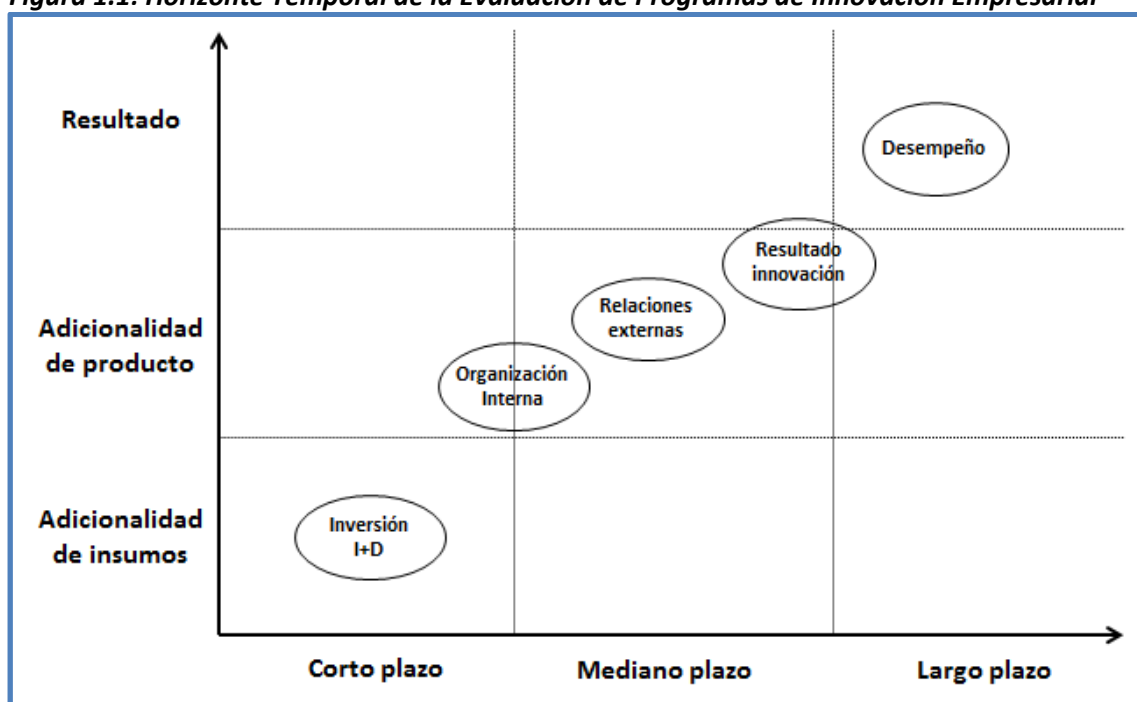 Figura 1.1. Horizonte Temporal de la Evaluación de Programas de Innovación Empresarial
Resultado
Desempeño
Resultado
innovación
Relaciones
externas
Adicionalidad
de producto
Organización
Interna
Adicionalidad
de insumos
Inversión
I+D
Corto plazo
Mediano plazo
Largo plazo